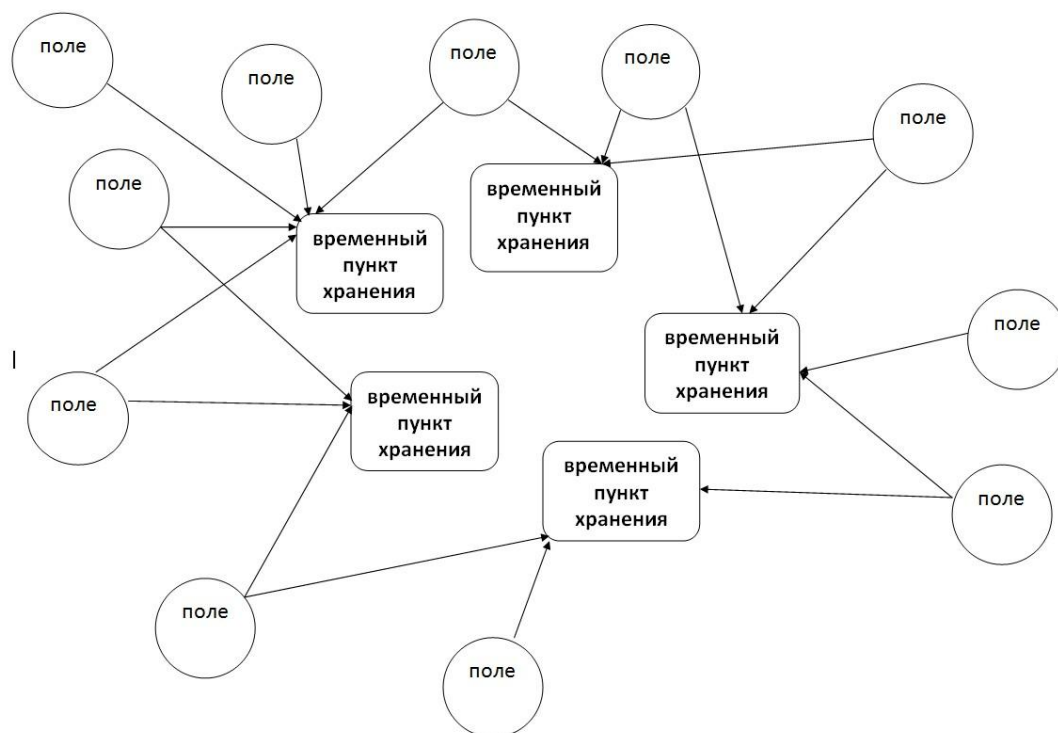 поле
поле
поле
поле
поле
поле
временный
пункт
хранения
временный
пункт
хранения
поле
временный
пункт
хранения
поле
временный
пункт
хранения
временный
пункт
хранения
поле
поле
поле